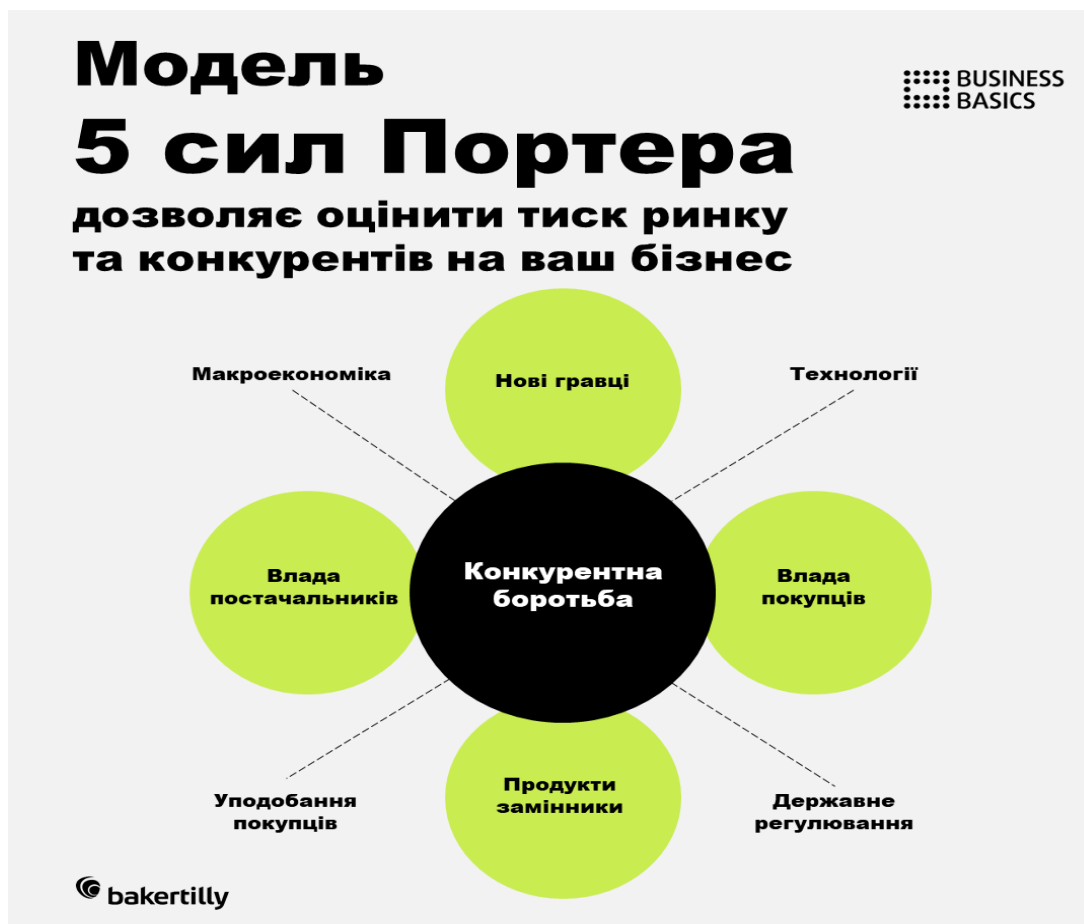 Модель
5 сил Портера
дозволяє оцінити тиск ринку
та конкурентів на ваш бізнес
BUSINESS
BASICS
Макроекономіка
Нові гравці
Технології
Влада
постачальників
Конкурентна
боротьба
Влада
покупців
Уподобання
покупців
Продукти
замінники
Державне
регулювання
bakertilly